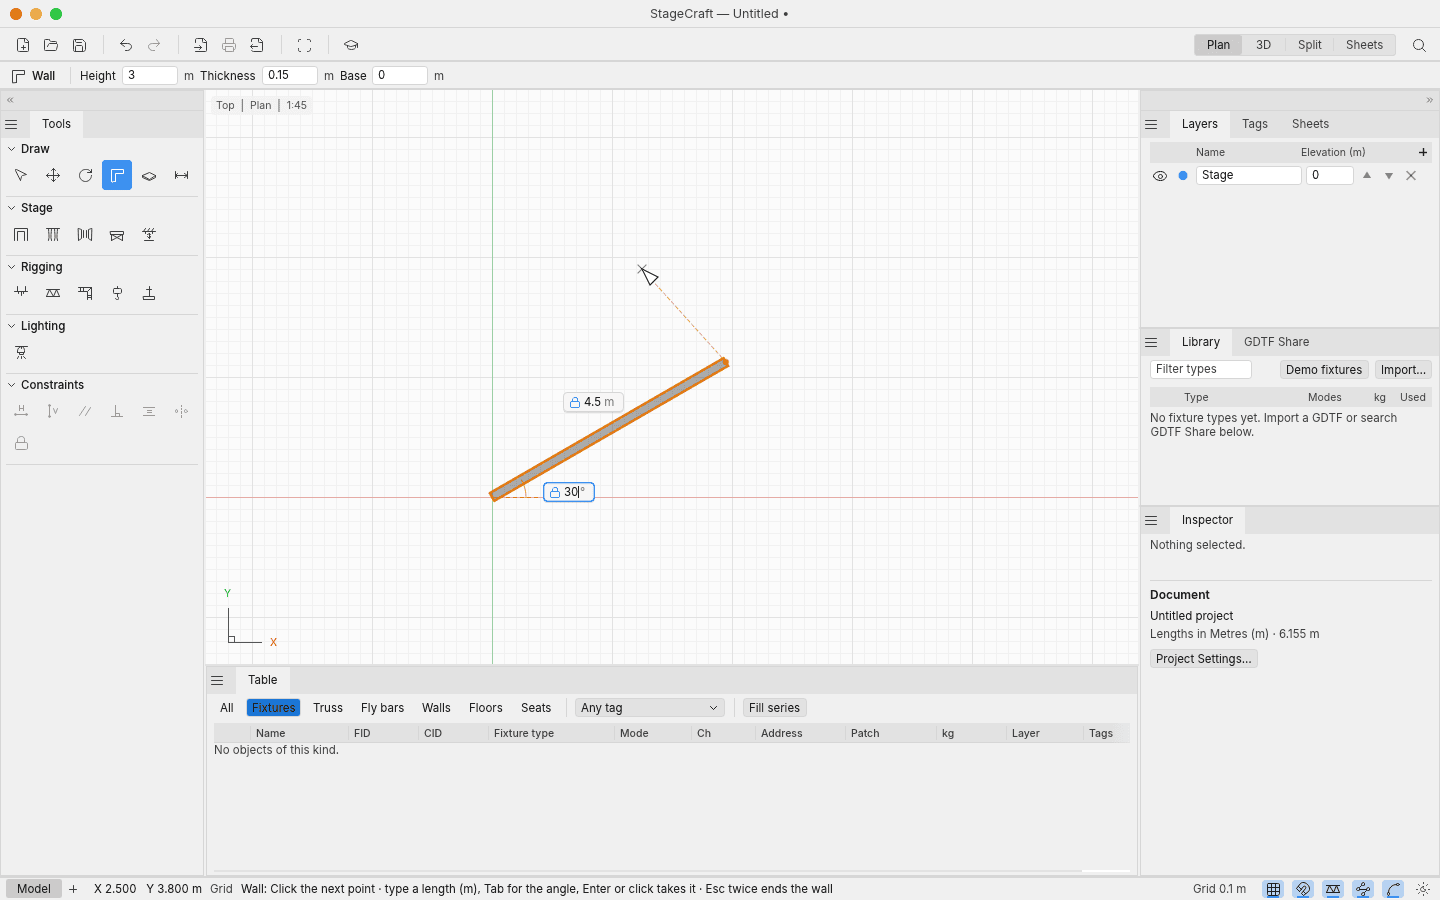 StageCraft — Untitled •
Plan 3D Split Sheets
Wall Height 3 m Thickness 0.15 m Base 0 m
« »
Top | Plan | 1:45
Tools
Draw
Stage
Rigging
Lighting
Constraints
4.5 m
30°
Y
X
Layers Tags Sheets
Name Elevation (m) +
Stage 0
Library GDTF Share
Filter types Demo fixtures Import...
Type Modes kg Used
No fixture types yet. Import a GDTF or search
GDTF Share below.
Inspector
Nothing selected.
Document
Untitled project
Lengths in Metres (m) · 6.155 m
Project Settings...
Table
All Fixtures Truss Fly bars Walls Floors Seats Any tag Fill series
Name FID CID Fixture type Mode Ch Address Patch kg Layer Tags
No objects of this kind.
Model + X 2.500 Y 3.800 m Grid Wall: Click the next point · type a length (m), Tab for the angle, Enter or click takes it · Esc twice ends the wall Grid 0.1 m